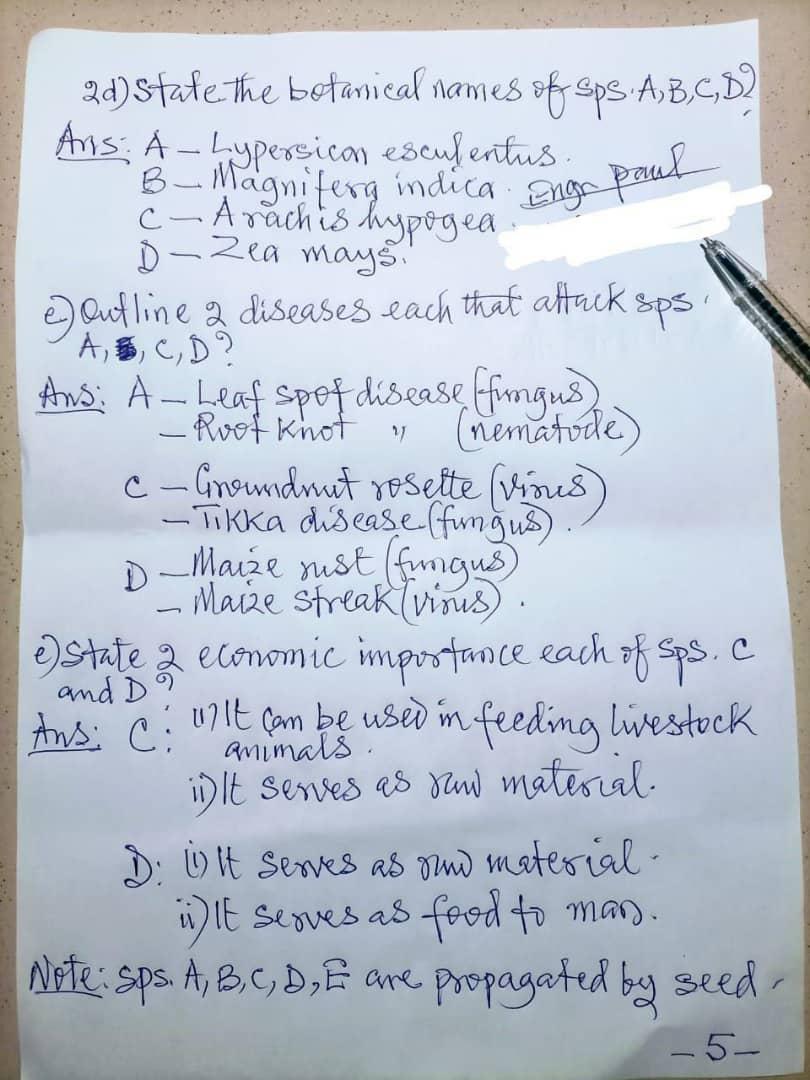 2d) State the botanical names of sps. A, B, C, D?
Ans: A – Lypersicon esculentus.
B – Magnifera indica. Engr paul
C – Arachis hypogea.
D – Zea mays.
e) Outline 2 diseases each that attack sps.
A, C, D?
Ans: A – Leaf spot disease (fungus)
– Root Knot " (nematode)
C – Groundnut rosette (virus)
– Tikka disease (fungus).
D – Maize rust (fungus)
– Maize streak (virus).
e) State 2 economic importance each of sps. C
and D?
Ans: C: i) It can be used in feeding livestock
animals.
ii) It serves as raw material.
D: (i) It serves as raw material.
ii) It serves as food to man.
Note: sps. A, B, C, D, E are propagated by seed.
– 5 –